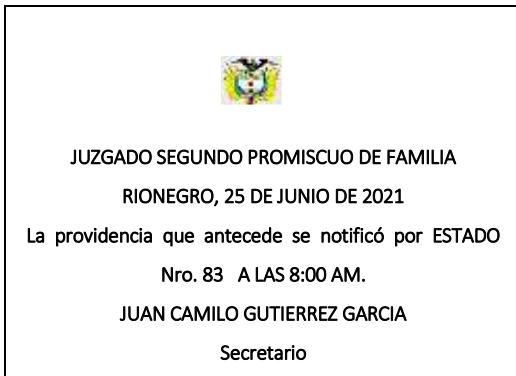 JUZGADO SEGUNDO PROMISCUO DE FAMILIA
RIONEGRO, 25 DE JUNIO DE 2021
La providencia que antecede se notificó por ESTADO
Nro. 83 A LAS 8:00 AM.
JUAN CAMILO GUTIERREZ GARCIA
Secretario